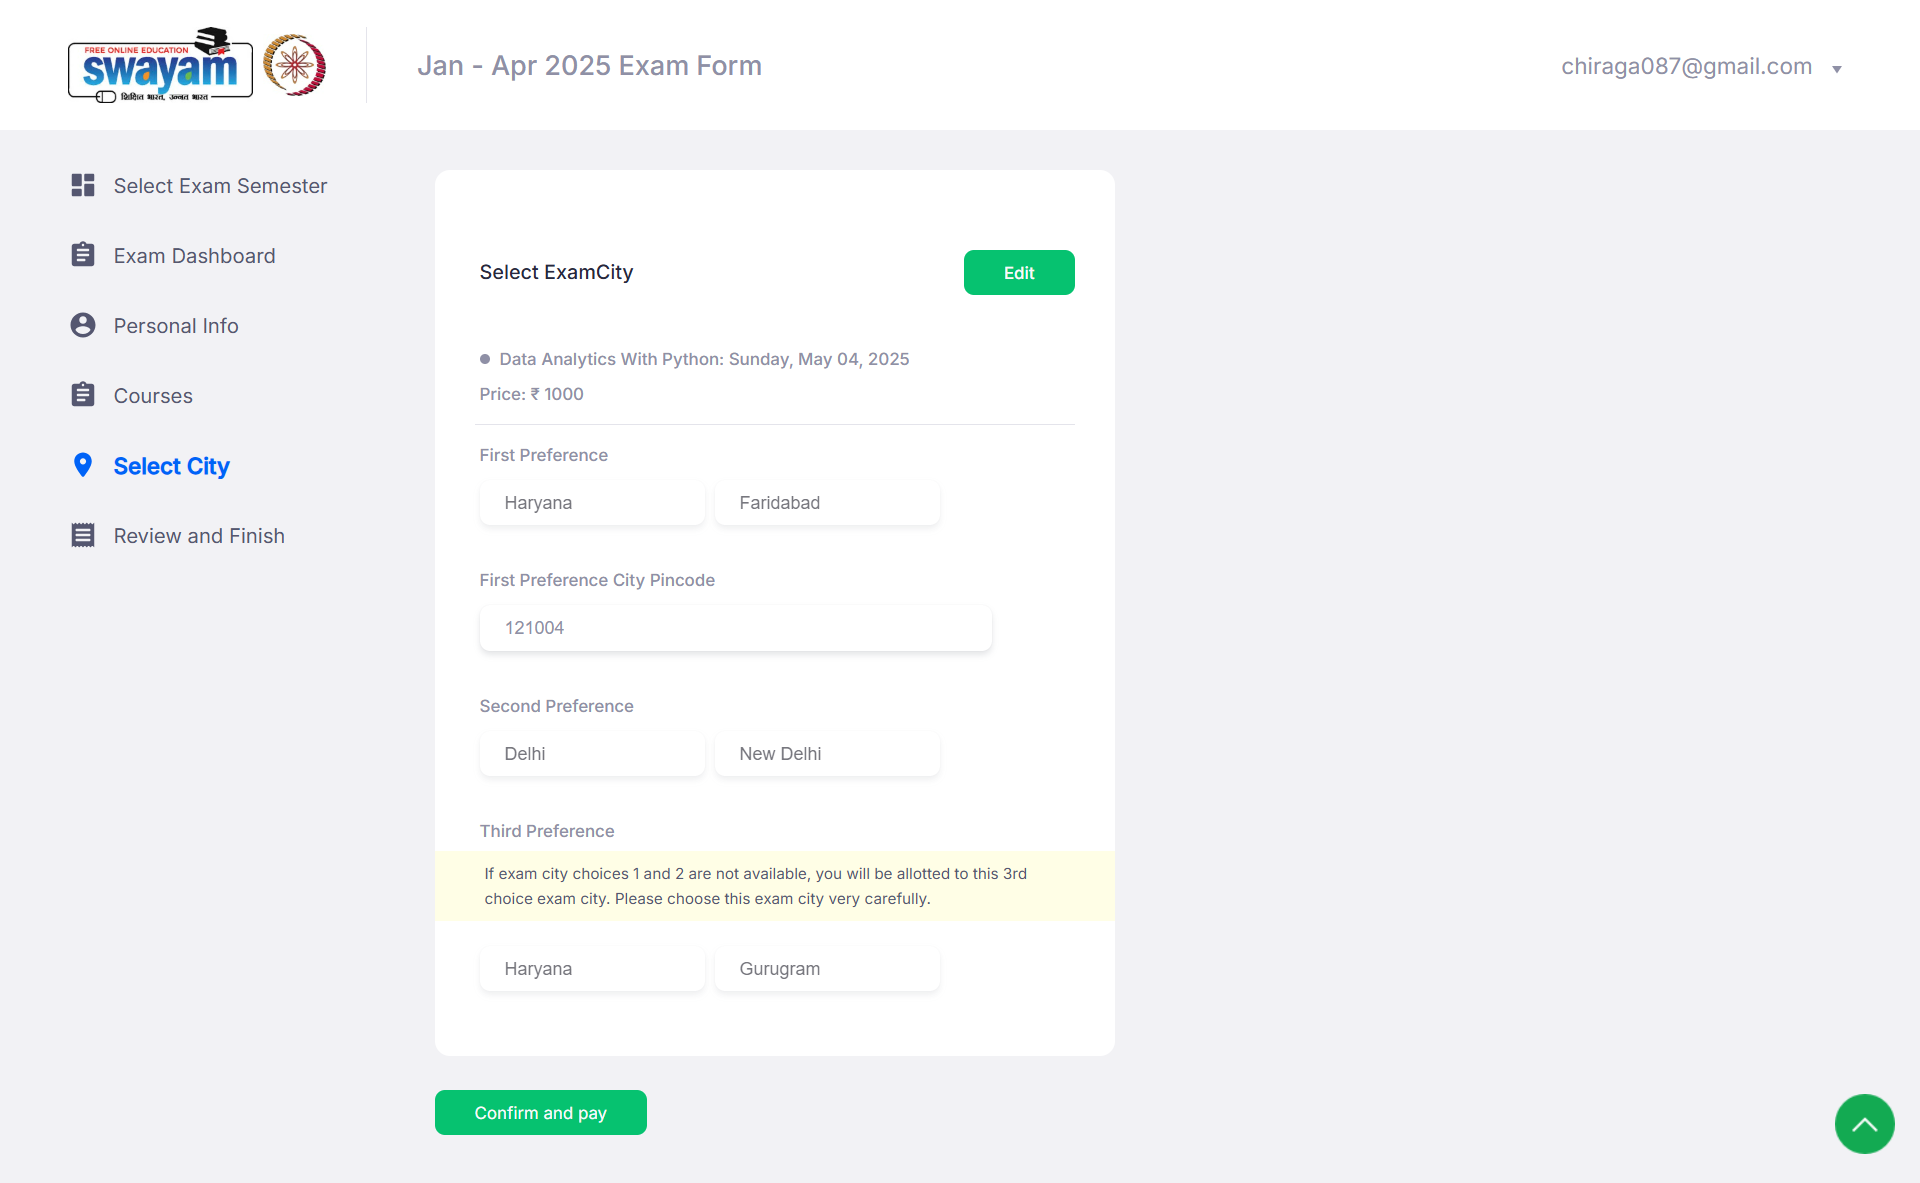 FREE ONLINE EDUCATION
swayam
शिक्षित भारत, उन्नत भारत
Jan - Apr 2025 Exam Form
chiraga087@gmail.com
Select Exam Semester
Exam Dashboard
Personal Info
Courses
Select City
Review and Finish
Select ExamCity
Edit
Data Analytics With Python: Sunday, May 04, 2025
Price: ₹ 1000
First Preference
Haryana Faridabad
First Preference City Pincode
121004
Second Preference
Delhi New Delhi
Third Preference
If exam city choices 1 and 2 are not available, you will be allotted to this 3rd
choice exam city. Please choose this exam city very carefully.
Haryana Gurugram
Confirm and pay